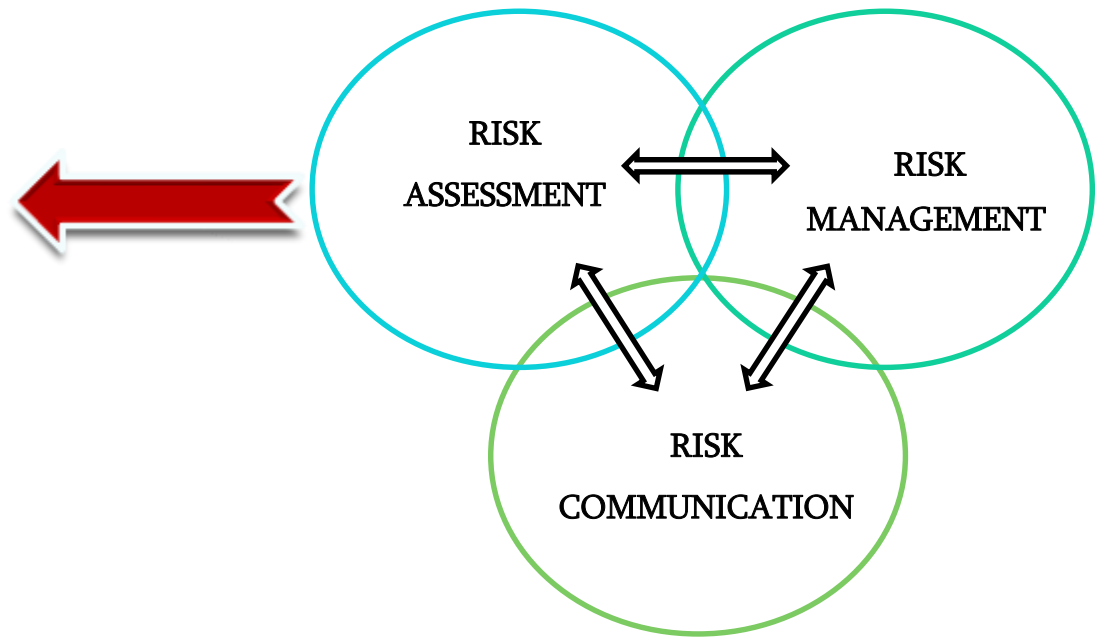 RISK
ASSESSMENT
RISK
MANAGEMENT
RISK
COMMUNICATION